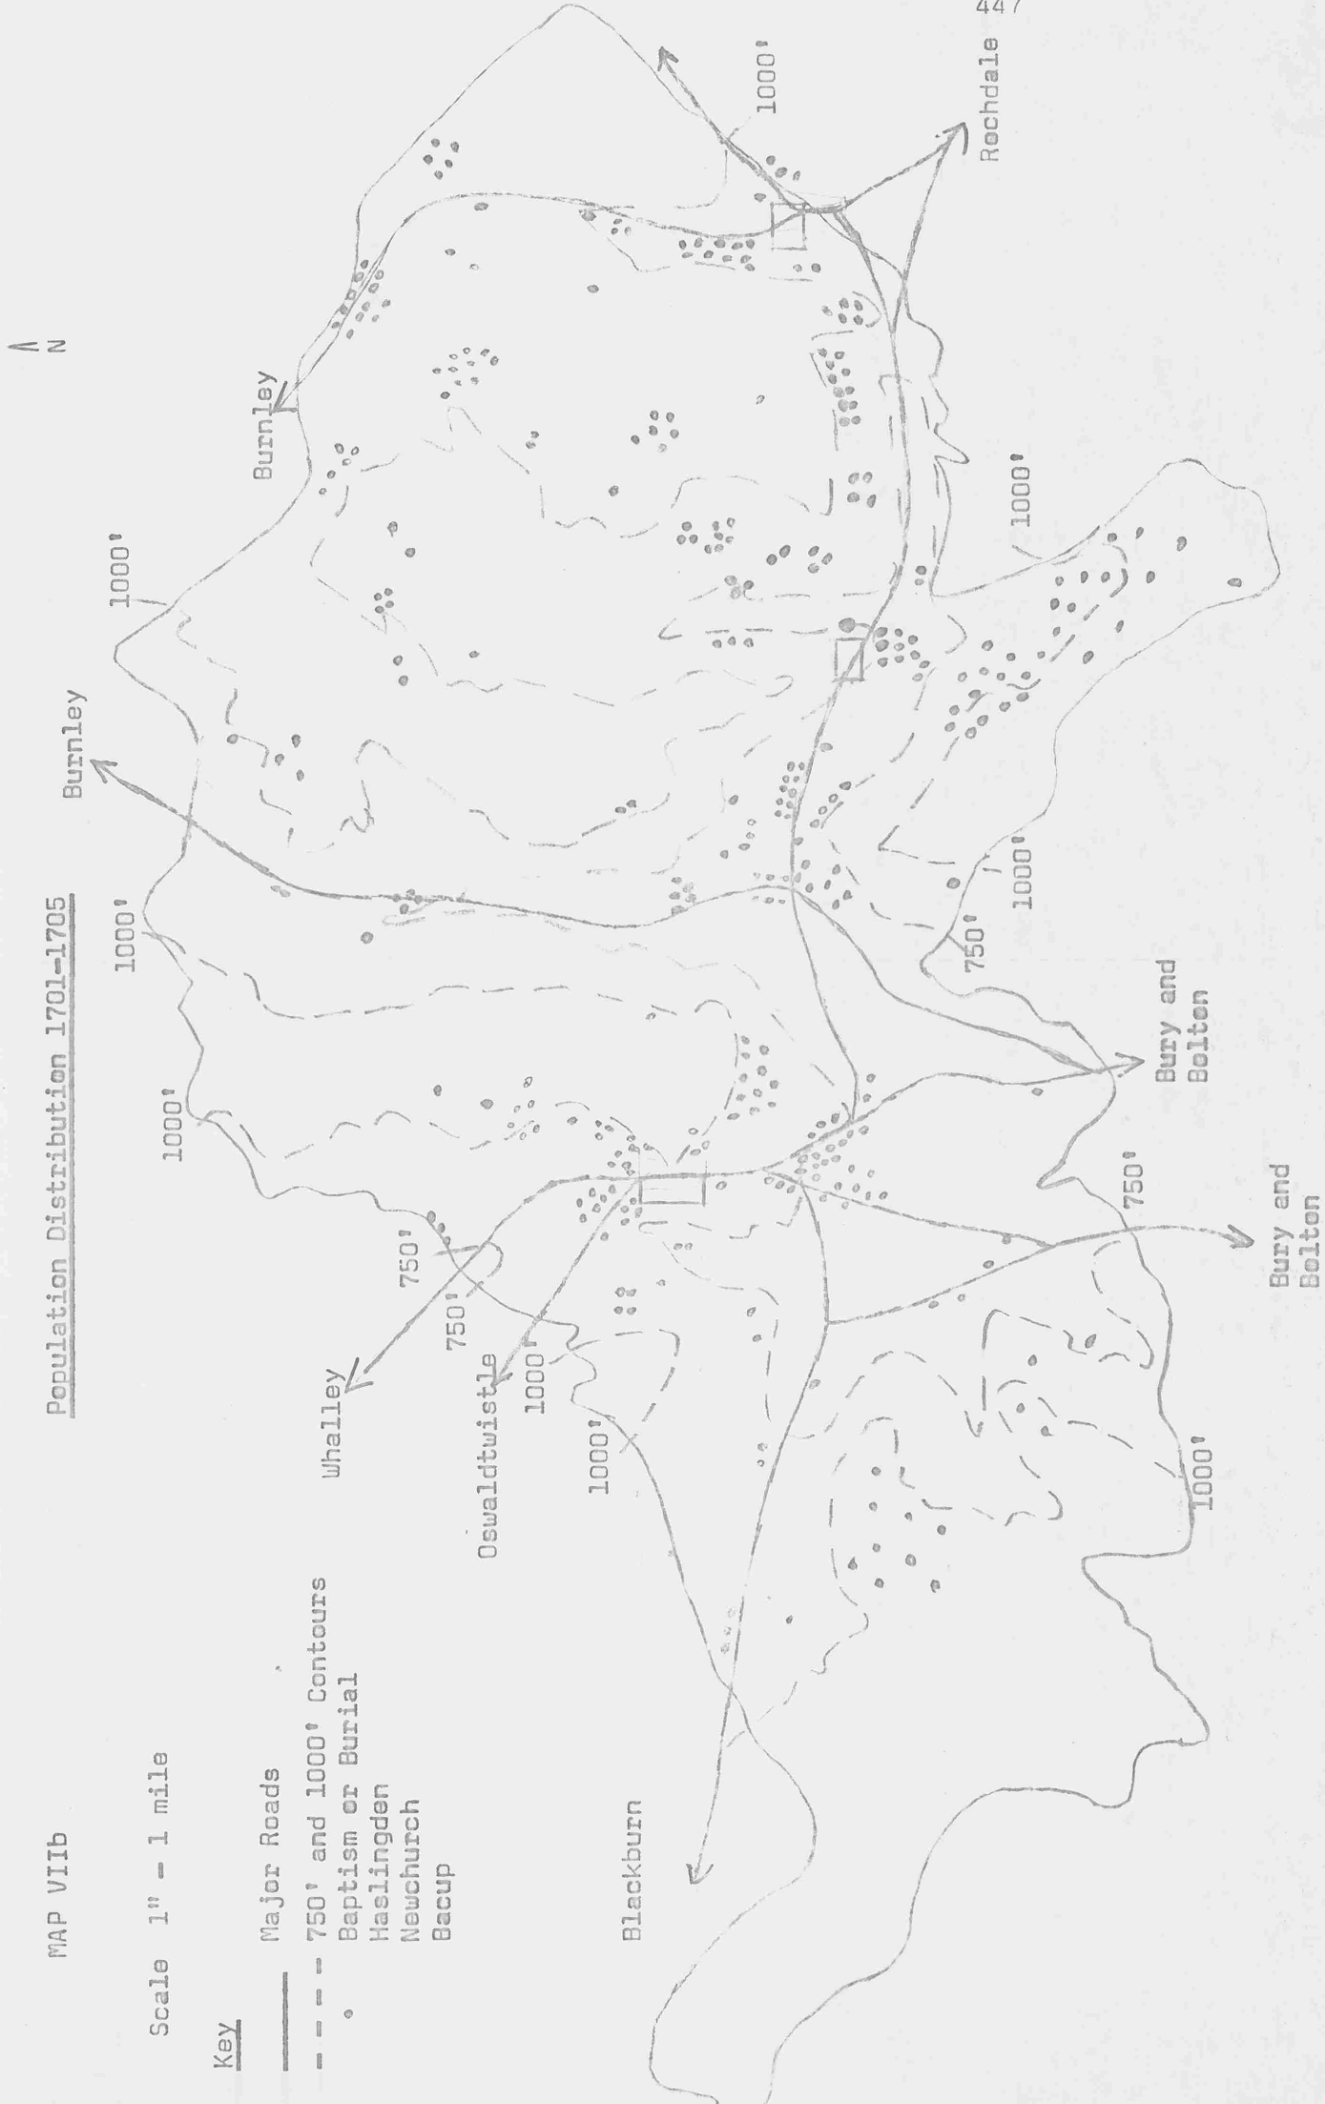 447
Population Distribution 1701-1705
MAP VIIb
Scale 1" - 1 mile
Key
Major Roads
750' and 1000' Contours
Baptism or Burial
Haslingden
Newchurch
Bacup
N
Burnley
Burnley
1000'
1000'
1000'
Whalley
750'
750'
Oswaldtwistle
1000'
1000'
Blackburn
1000'
Rochdale
1000'
1000'
750'
Bury and
Bolton
750'
Bury and
Bolton
1000'